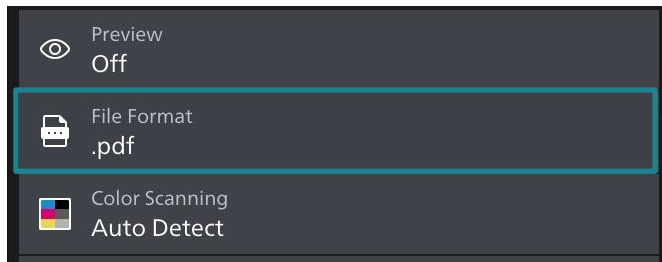 Preview
Off
File Format
.pdf
Color Scanning
Auto Detect